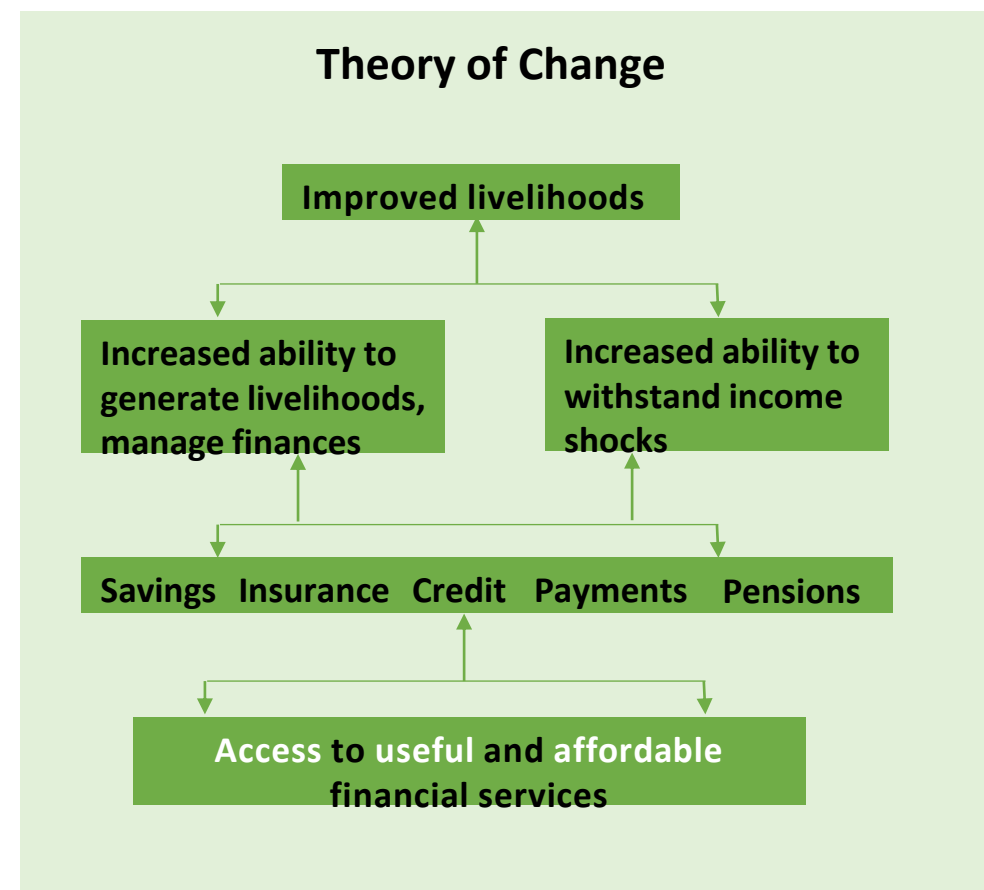 Theory of Change
Improved livelihoods
Increased ability to
generate livelihoods,
manage finances
Increased ability to
withstand income
shocks
Savings Insurance Credit Payments Pensions
Access to useful and affordable
financial services